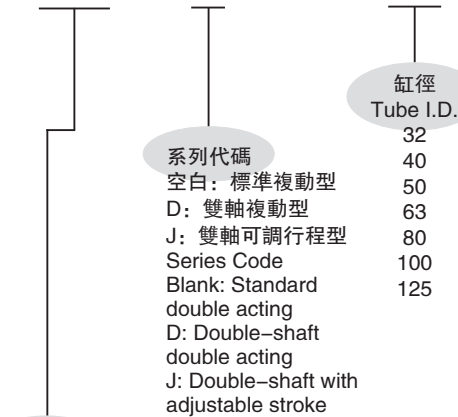 系列代碼
空白：標準複動型
D：雙軸複動型
J：雙軸可調行程型
Series Code
Blank: Standard
double acting
D: Double–shaft
double acting
J: Double–shaft with
adjustable stroke
缸徑
Tube I.D.
32
40
50
63
80
100
125